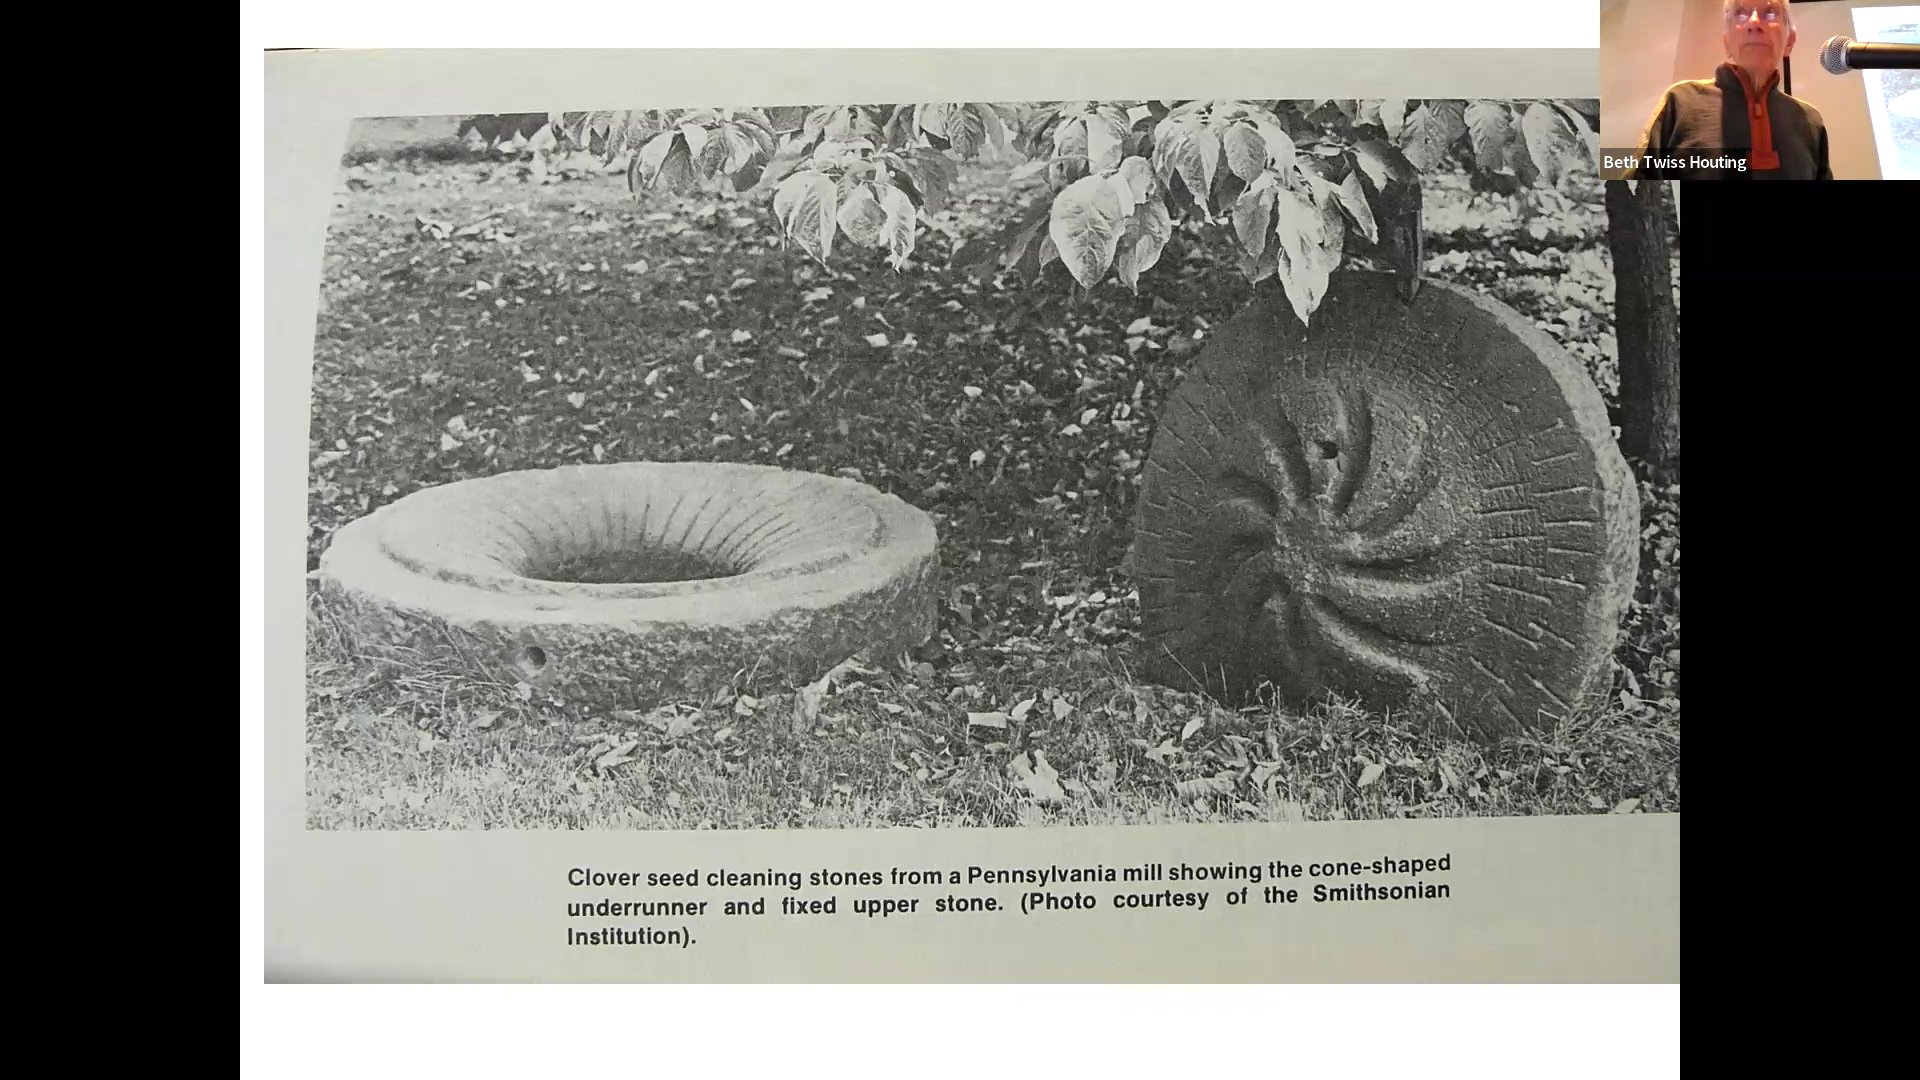 Beth Twiss Houting
Clover seed cleaning stones from a Pennsylvania mill showing the cone-shaped
underrunner and fixed upper stone. (Photo courtesy of the Smithsonian
Institution).